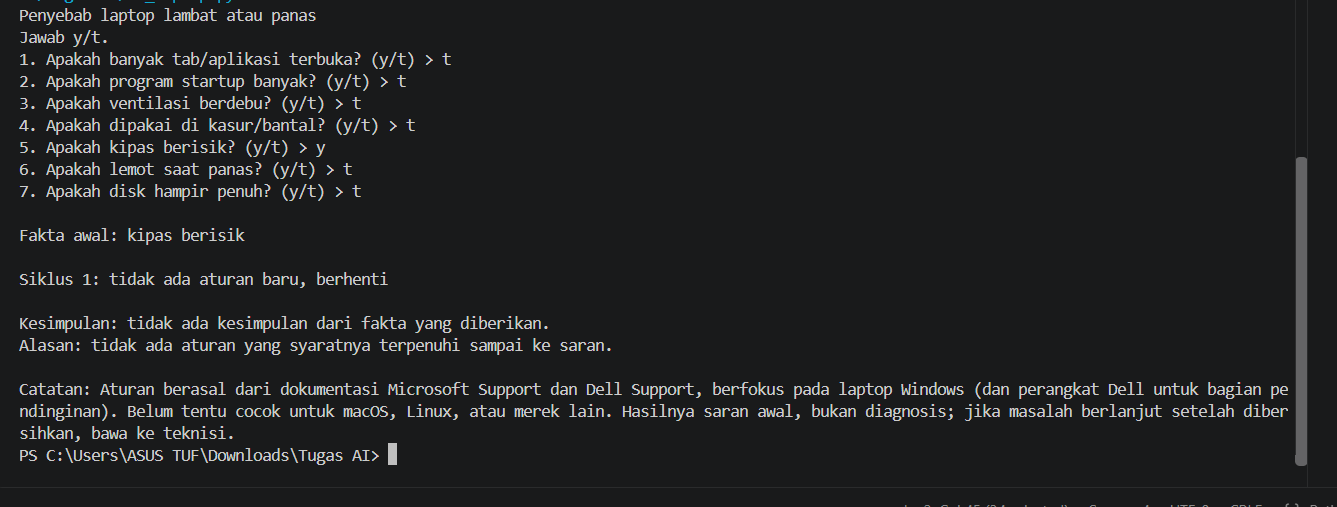 Penyebab laptop lambat atau panas
Jawab y/t.
1. Apakah banyak tab/aplikasi terbuka? (y/t) > t
2. Apakah program startup banyak? (y/t) > t
3. Apakah ventilasi berdebu? (y/t) > t
4. Apakah dipakai di kasur/bantal? (y/t) > t
5. Apakah kipas berisik? (y/t) > y
6. Apakah lemot saat panas? (y/t) > t
7. Apakah disk hampir penuh? (y/t) > t
Fakta awal: kipas berisik
Siklus 1: tidak ada aturan baru, berhenti
Kesimpulan: tidak ada kesimpulan dari fakta yang diberikan.
Alasan: tidak ada aturan yang syaratnya terpenuhi sampai ke saran.
Catatan: Aturan berasal dari dokumentasi Microsoft Support dan Dell Support, berfokus pada laptop Windows (dan perangkat Dell untuk bagian pe
ndinginan). Belum tentu cocok untuk macOS, Linux, atau merek lain. Hasilnya saran awal, bukan diagnosis; jika masalah berlanjut setelah diber
sihkan, bawa ke teknisi.
PS C:\Users\ASUS TUF\Downloads\Tugas AI>